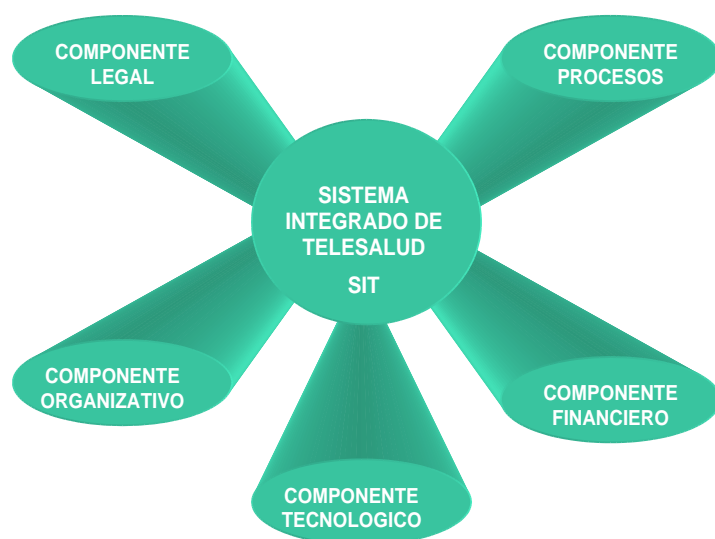 COMPONENTE
LEGAL
COMPONENTE
PROCESOS
SISTEMA
INTEGRADO DE
TELESALUD
SIT
COMPONENTE
ORGANIZATIVO
COMPONENTE
FINANCIERO
COMPONENTE
TECNOLOGICO